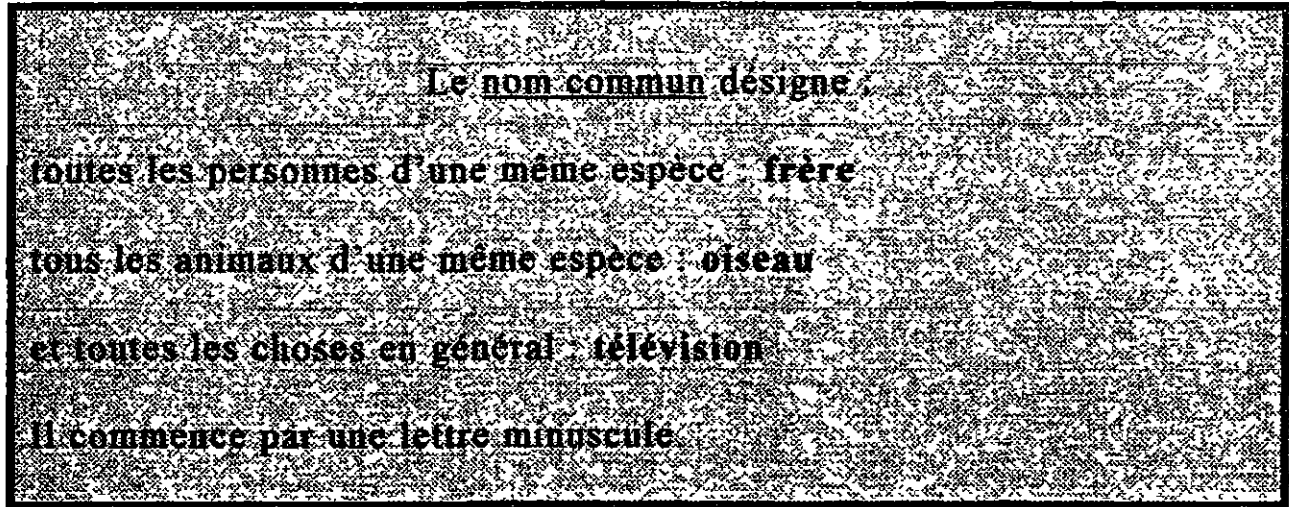 Le nom commun désigne :
toutes les personnes d'une même espèce : frère
tous les animaux d'une même espèce : oiseau
et toutes les choses en général : télévision
Il commence par une lettre minuscule.